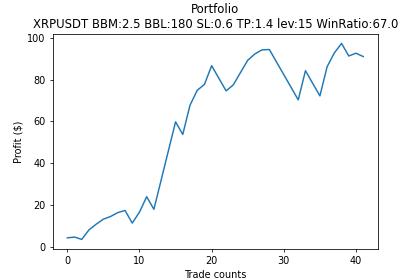 Portfolio
XRPUSDT BBM:2.5 BBL:180 SL:0.6 TP:1.4 lev:15 WinRatio:67.0
100
80
60
40
20
0
Profit ($)
0 10 20 30 40
Trade counts